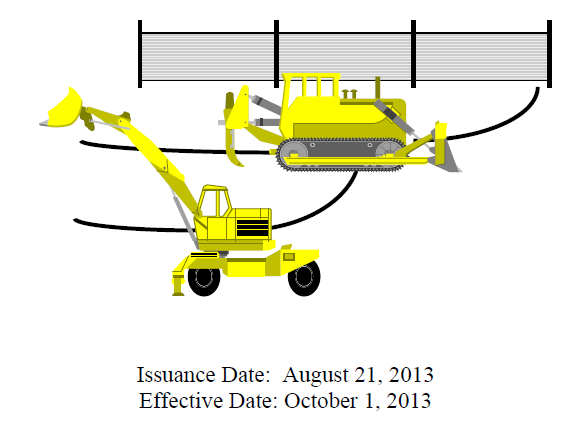 Issuance Date:  August 21, 2013
Effective Date: October 1, 2013